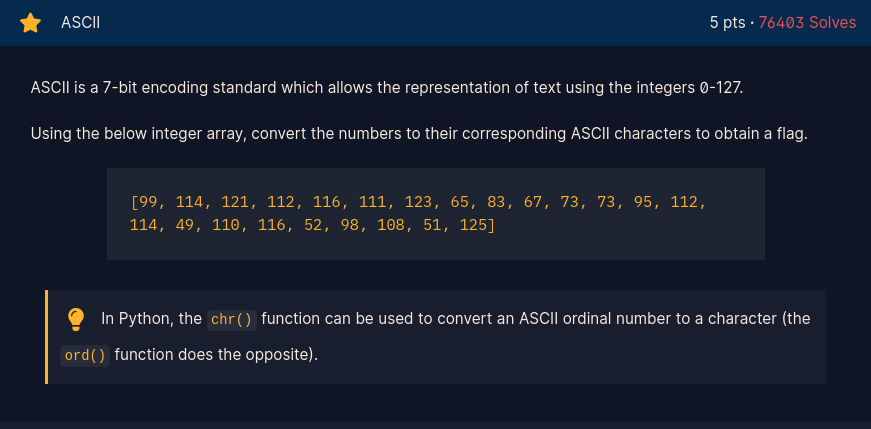 ASCII
5 pts · 76403 Solves
ASCII is a 7-bit encoding standard which allows the representation of text using the integers 0-127.
Using the below integer array, convert the numbers to their corresponding ASCII characters to obtain a flag.
[99, 114, 121, 112, 116, 111, 123, 65, 83, 67, 73, 73, 95, 112,
114, 49, 110, 116, 52, 98, 108, 51, 125]
In Python, the chr() function can be used to convert an ASCII ordinal number to a character (the
ord() function does the opposite).